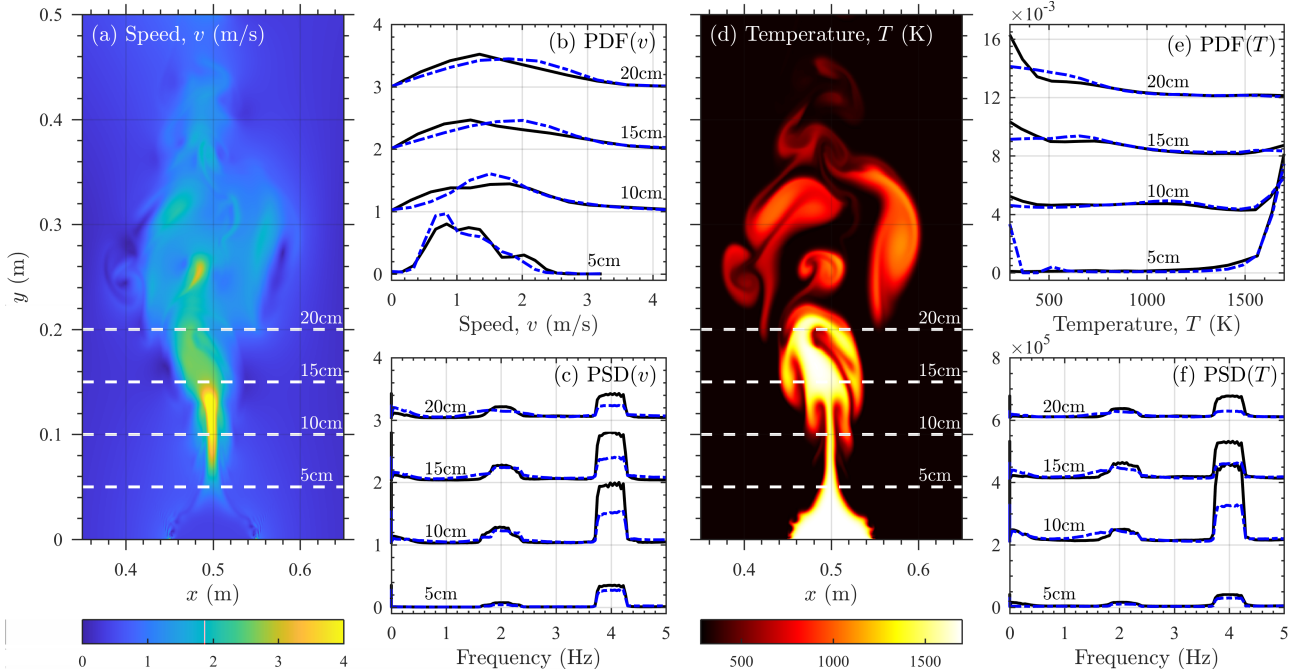 (a) Speed, v (m/s)
0.5
0.4
0.3
0.2
0.1
0
y (m)
20cm
15cm
10cm
5cm
0.4 0.5 0.6
x (m)
0 1 2 3 4
(b) PDF(v)
4
3
2
1
0
20cm
15cm
10cm
5cm
0 1 2 3 4
Speed, v (m/s)
(c) PSD(v)
4
3
2
1
0
20cm
15cm
10cm
5cm
0 1 2 3 4 5
Frequency (Hz)
(d) Temperature, T (K)
20cm
15cm
10cm
5cm
0.4 0.5 0.6
x (m)
500 1000 1500
×10⁻³
(e) PDF(T)
16
12
8
4
0
20cm
15cm
10cm
5cm
500 1000 1500
Temperature, T (K)
×10⁵
(f) PSD(T)
8
6
4
2
0
20cm
15cm
10cm
5cm
0 1 2 3 4 5
Frequency (Hz)